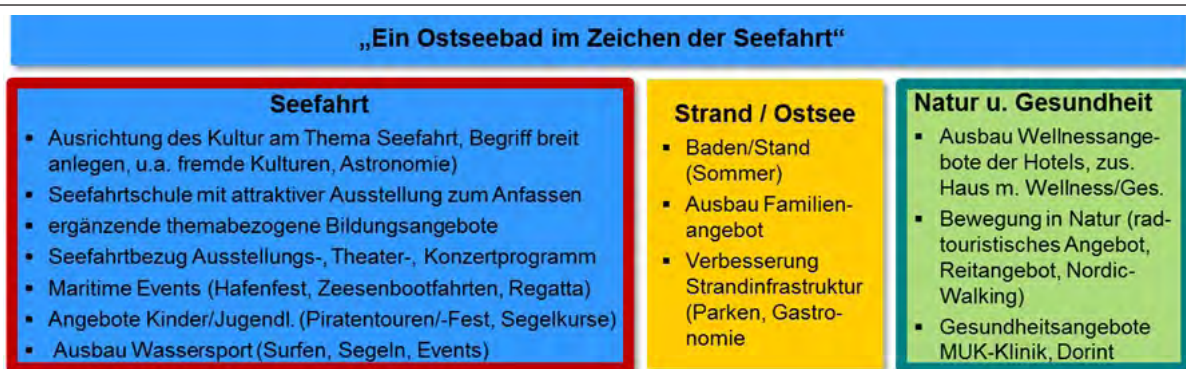 „Ein Ostseebad im Zeichen der Seefahrt“
Seefahrt
▪ Ausrichtung des Kultur am Thema Seefahrt, Begriff breit
anlegen, u.a. fremde Kulturen, Astronomie)
▪ Seefahrtschule mit attraktiver Ausstellung zum Anfassen
▪ ergänzende themabezogene Bildungsangebote
▪ Seefahrtbezug Ausstellungs-, Theater-, Konzertprogramm
▪ Maritime Events (Hafenfest, Zeesenbootfahrten, Regatta)
▪ Angebote Kinder/Jugendl. (Piratentouren/-Fest, Segelkurse)
▪ Ausbau Wassersport (Surfen, Segeln, Events)
Strand / Ostsee
▪ Baden/Stand
(Sommer)
▪ Ausbau Familien-
angebot
▪ Verbesserung
Strandinfrastruktur
(Parken, Gastro-
nomie
Natur u. Gesundheit
▪ Ausbau Wellnessange-
bote der Hotels, zus.
Haus m. Wellness/Ges.
▪ Bewegung in Natur (rad-
touristisches Angebot,
Reitangebot, Nordic-
Walking)
▪ Gesundheitsangebote
MUK-Klinik, Dorint